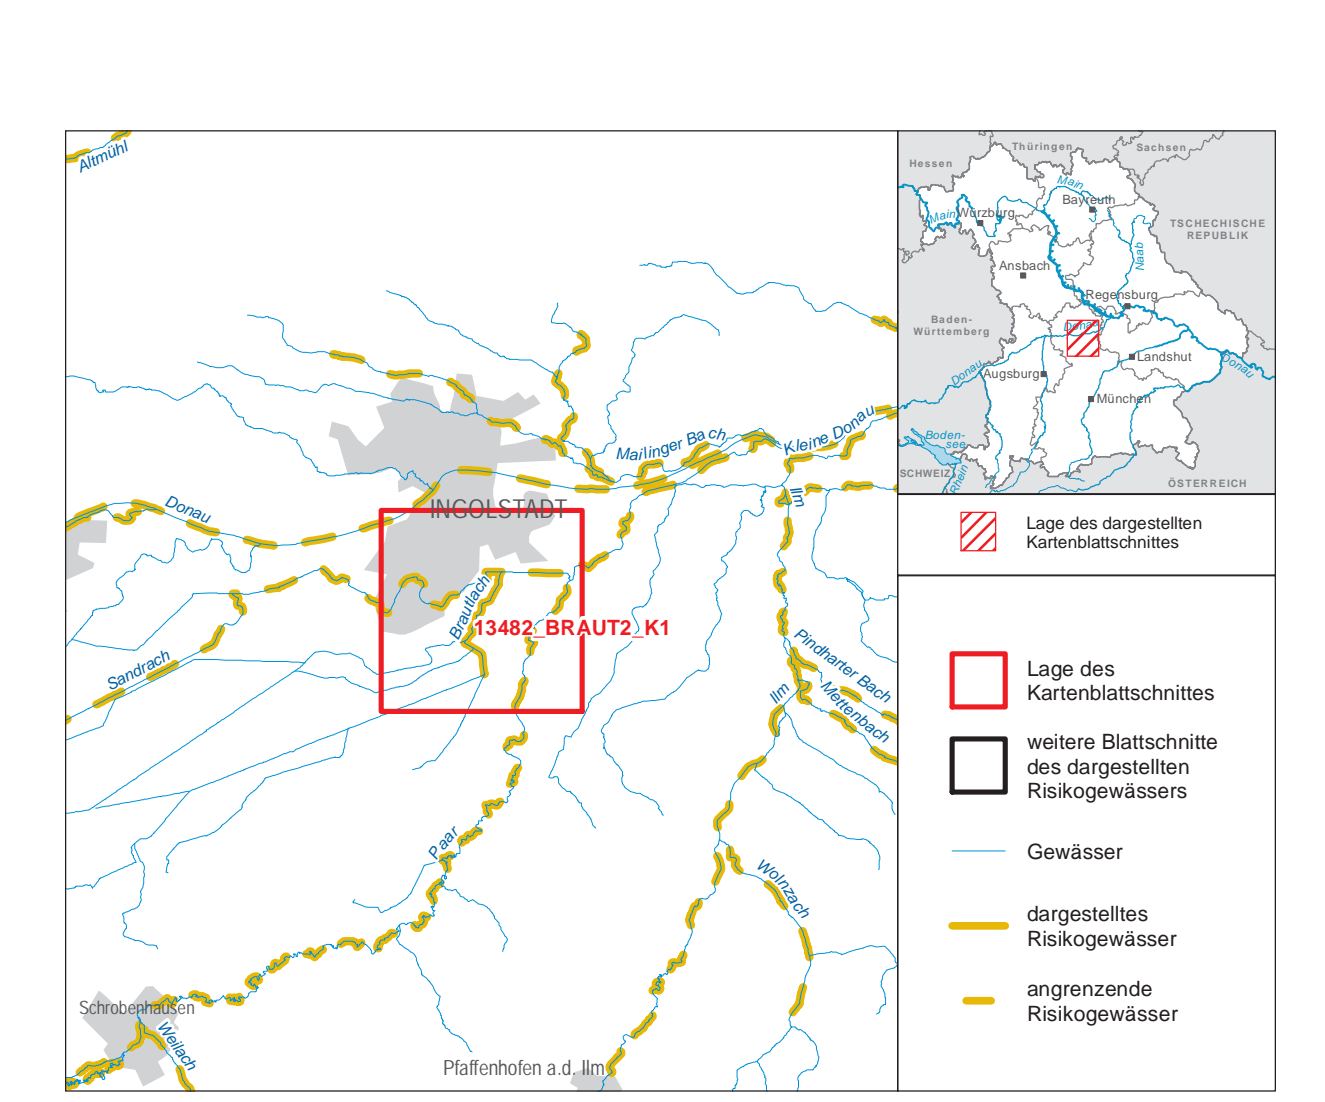 Altmühl
Mailinger Bach
Kleine Donau
Donau
INGOLSTADT
Ilm
Brautlach
13482_BRAUT2_K1
Sandrach
Pindharter Bach
Ilm
Mettenbach
Paar
Wolnzach
Schrobenhausen
Weilach
Pfaffenhofen a.d. Ilm
Hessen
Thüringen
Sachsen
Main
Bayreuth
Main
Würzburg
TSCHECHISCHE
REPUBLIK
Naab
Ansbach
Regensburg
Baden-
Württemberg
Donau
Landshut
Donau
Augsburg
Donau
München
Boden-
see
SCHWEIZ
Rhein
ÖSTERREICH
Lage des dargestellten
Kartenblattschnittes
Lage des
Kartenblattschnittes
weitere Blattschnitte
des dargestellten
Risikogewässers
Gewässer
dargestelltes
Risikogewässer
angrenzende
Risikogewässer